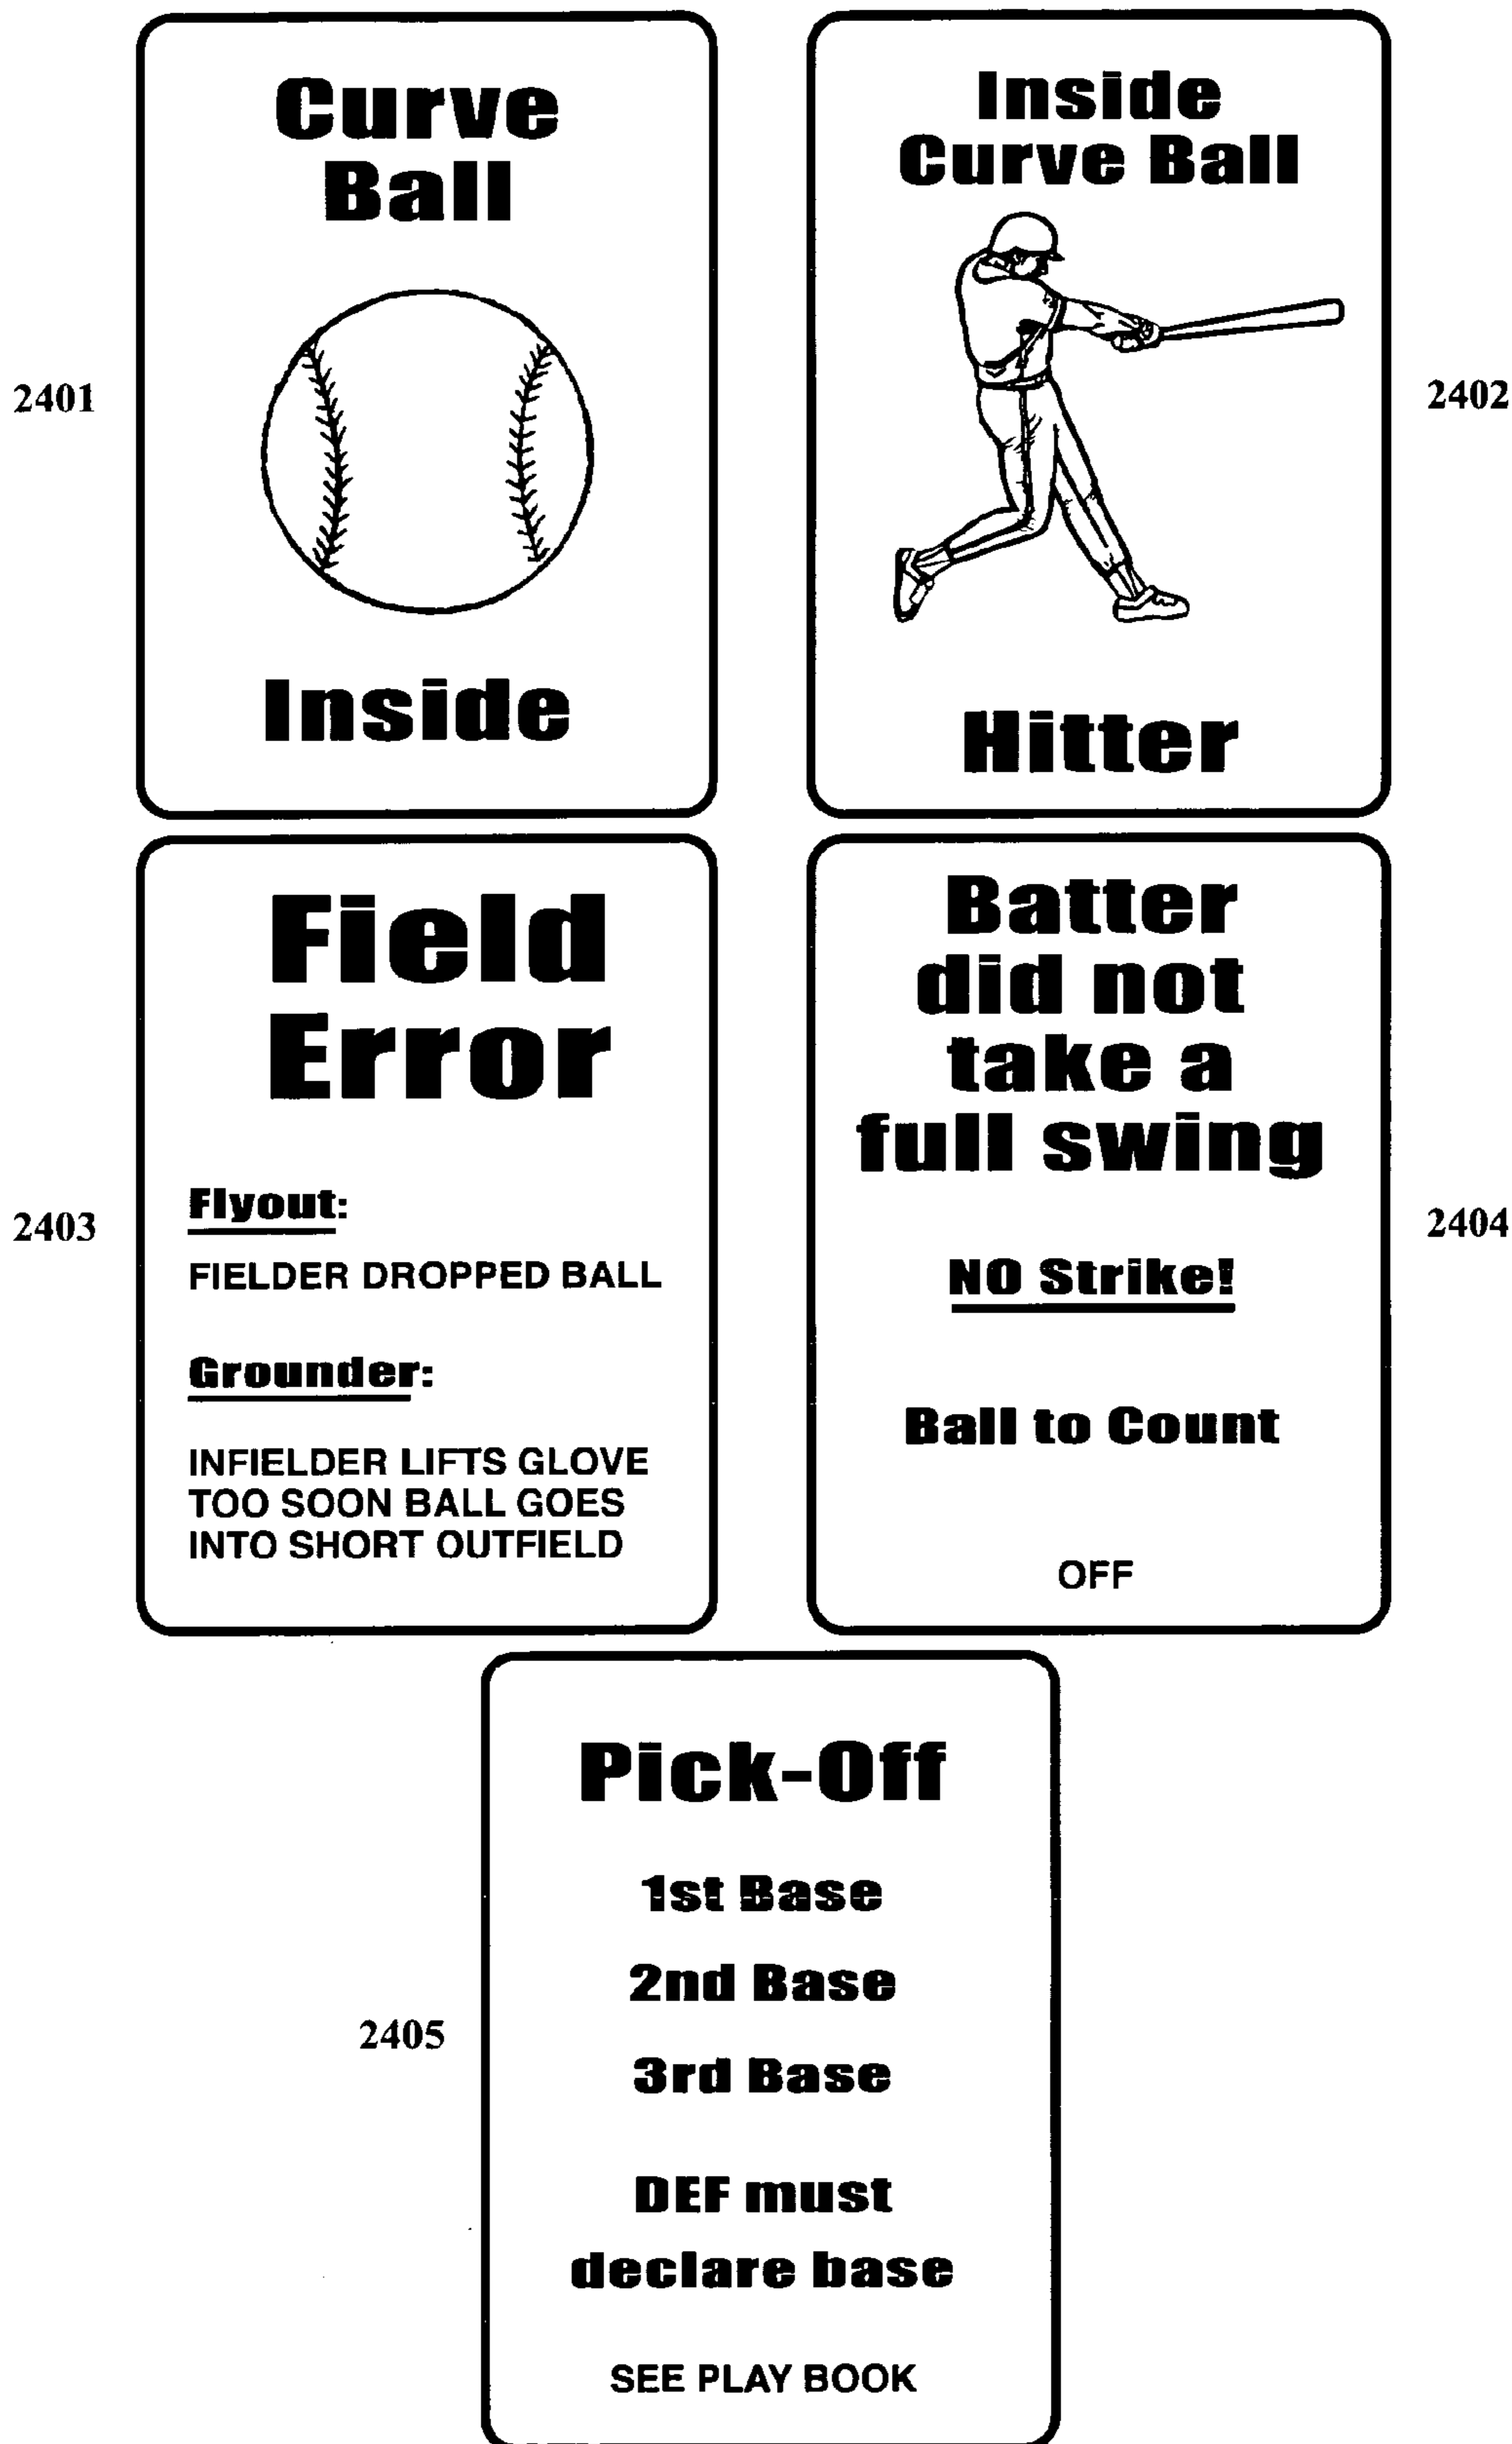 Curve
Ball
Inside
2401
Inside
Curve Ball
Hitter
2402
Field
Error
Flyout:
FIELDER DROPPED BALL
Grounder:
INFIELDER LIFTS GLOVE
TOO SOON BALL GOES
INTO SHORT OUTFIELD
2403
Batter
did not
take a
full swing
NO Strike!
Ball to Count
OFF
2404
Pick-Off
1st Base
2nd Base
3rd Base
DEF must
declare base
SEE PLAY BOOK
2405